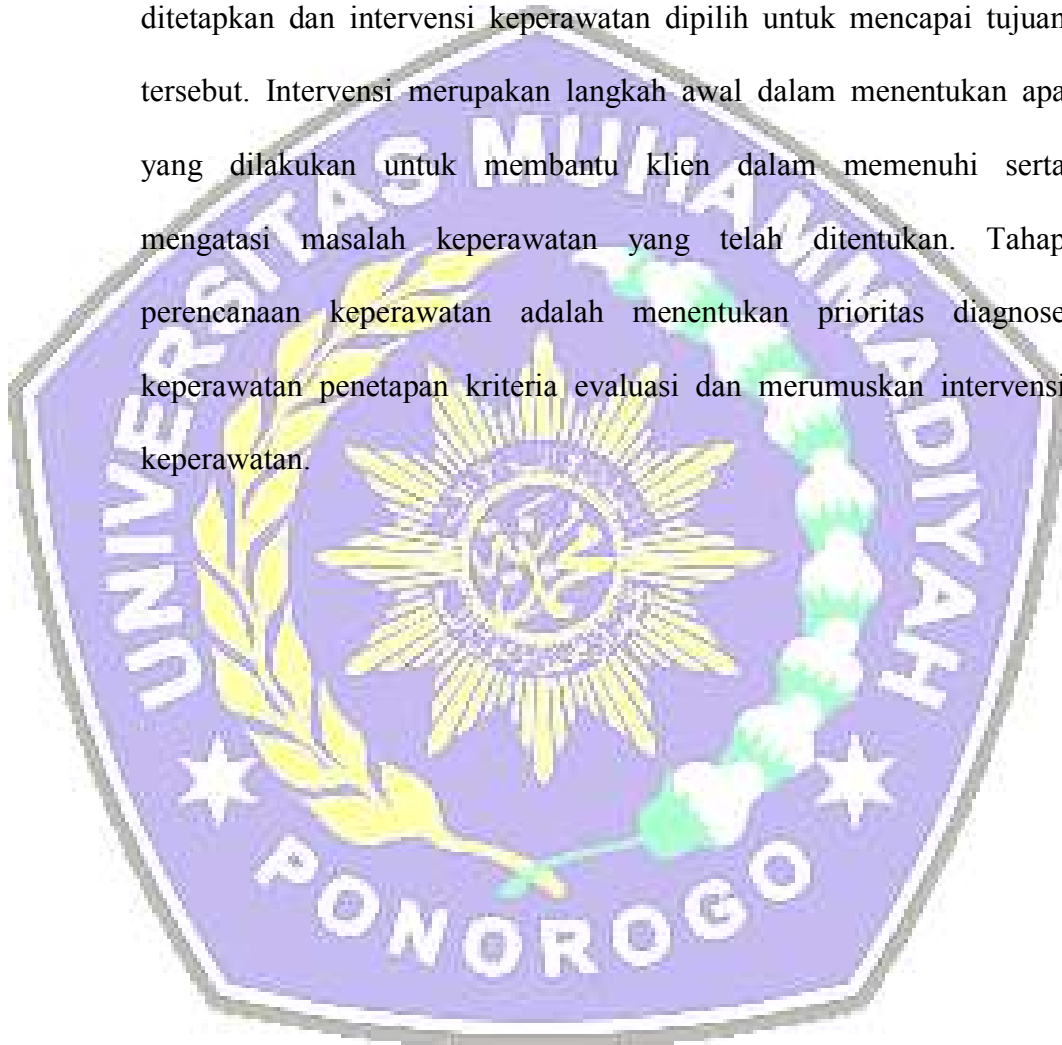 ditetapkan dan intervensi keperawatan dipilih untuk mencapai tujuan
tersebut. Intervensi merupakan langkah awal dalam menentukan apa
yang dilakukan untuk membantu klien dalam memenuhi serta
mengatasi masalah keperawatan yang telah ditentukan. Tahap
perencanaan keperawatan adalah menentukan prioritas diagnose
keperawatan penetapan kriteria evaluasi dan merumuskan intervensi
keperawatan.
UNIVERSITAS MUHAMMADIYAH
PONOROGO